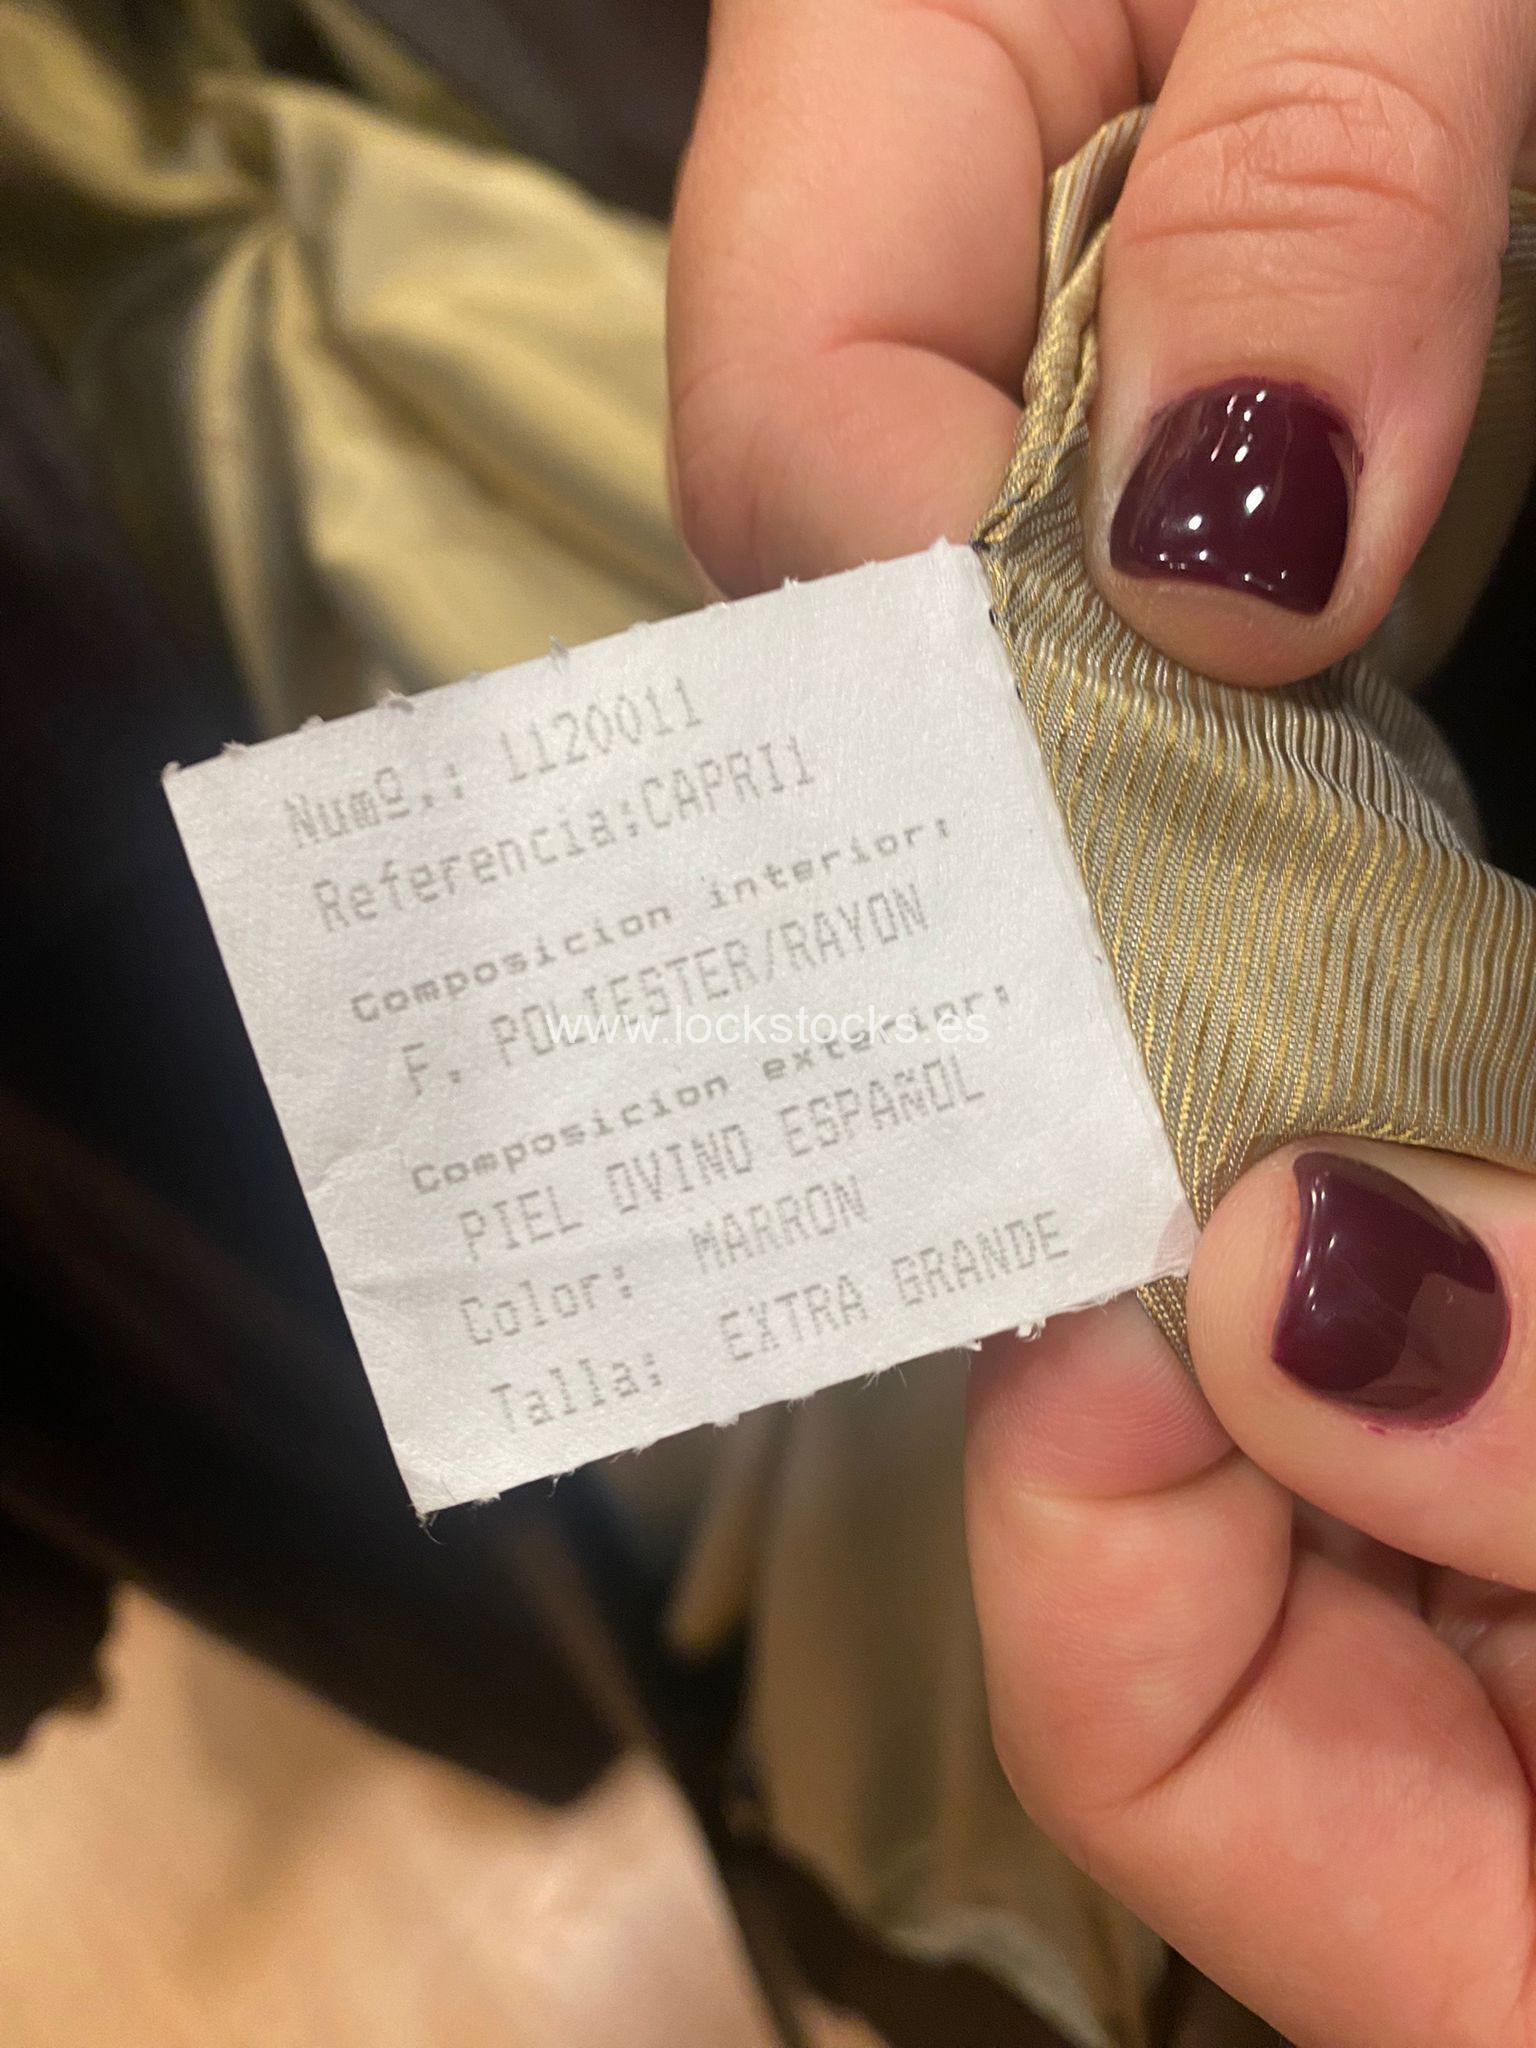 Numº.: 1120011
Referencia:CAPRI1
Composicion interior:
F. POLIESTER/RAYON
www.lockstocks.es
Composicion exterior:
PIEL OVINO ESPAÑOL
Color: MARRON
Talla: EXTRA GRANDE